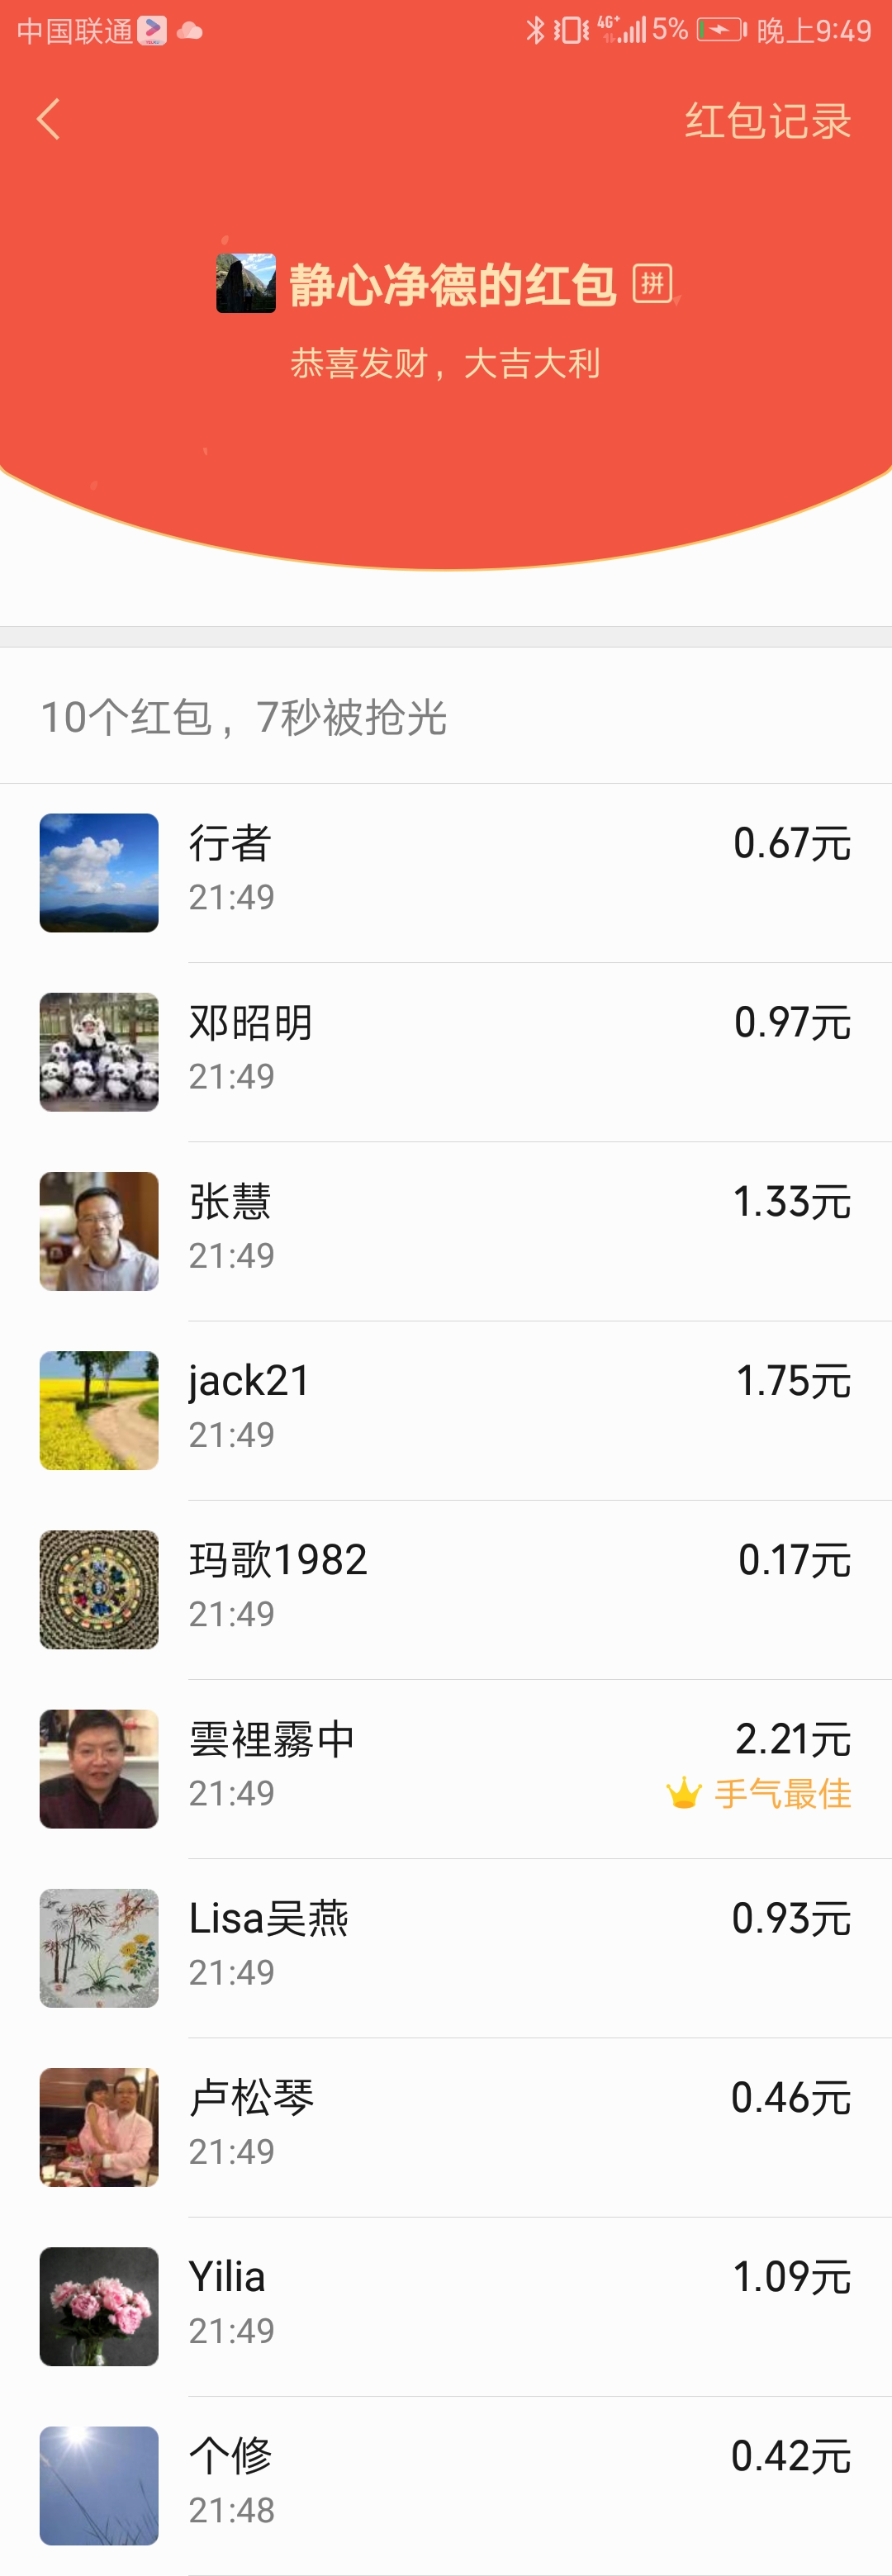 中国联通 4G+ 5% 晚上9:49
红包记录
静心净德的红包 拼
恭喜发财，大吉大利
10个红包，7秒被抢光
行者 0.67元
21:49
邓昭明 0.97元
21:49
张慧 1.33元
21:49
jack21 1.75元
21:49
玛歌1982 0.17元
21:49
雲裡霧中 2.21元
21:49 手气最佳
Lisa吴燕 0.93元
21:49
卢松琴 0.46元
21:49
Yilia 1.09元
21:49
个修 0.42元
21:48